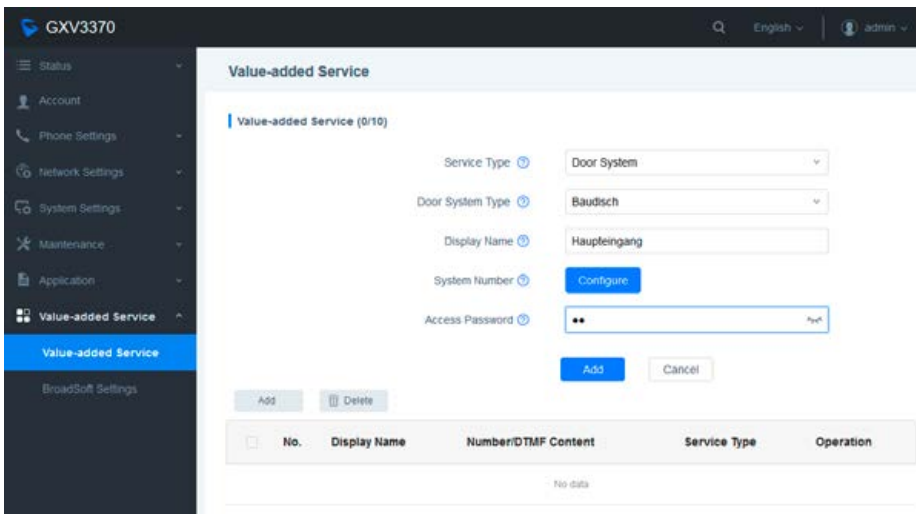 GXV3370
English
admin
Status
Account
Phone Settings
Network Settings
System Settings
Maintenance
Application
Value-added Service
Value-added Service
BroadSoft Settings
Value-added Service
Value-added Service (0/10)
Service Type Door System
Door System Type Baudisch
Display Name Haupteingang
System Number Configure
Access Password ••
Add Cancel
Add Delete
No. Display Name Number/DTMF Content Service Type Operation
No data